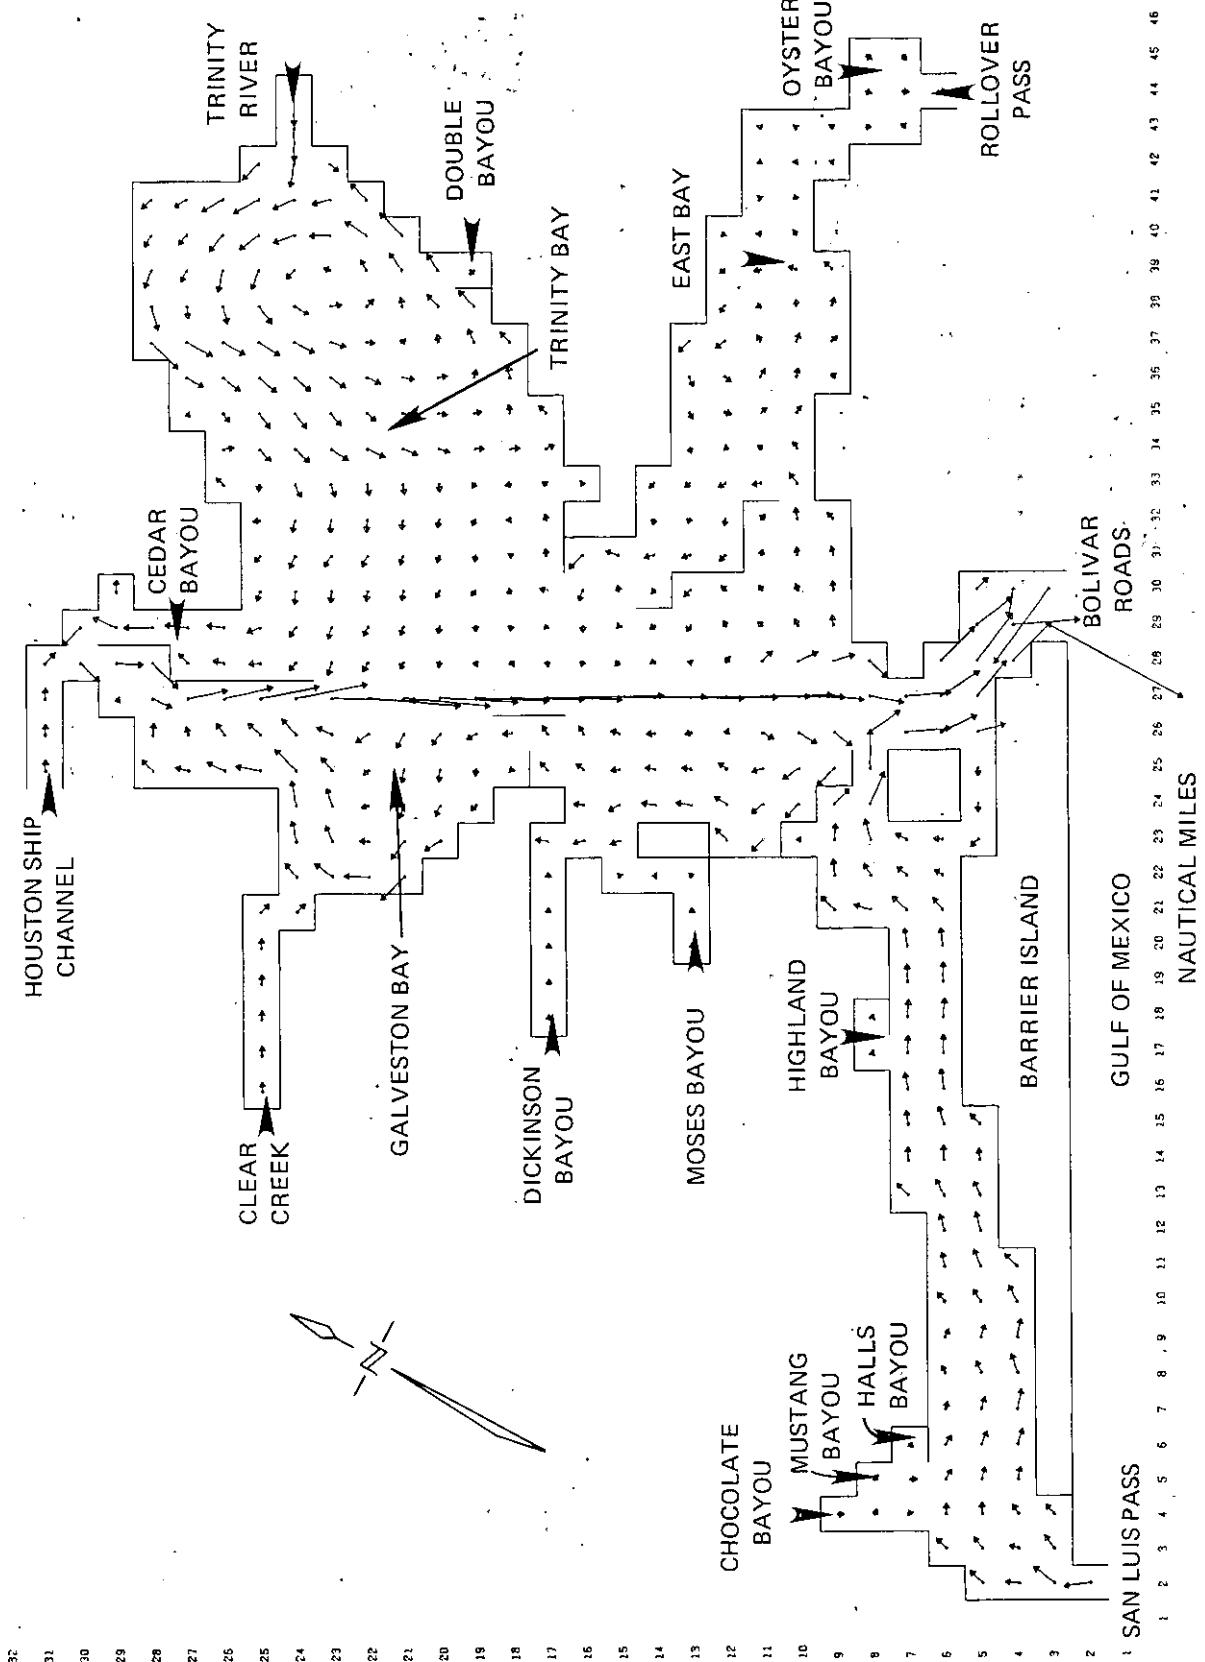 HOUSTON SHIP
CHANNEL
CEDAR
BAYOU
TRINITY
RIVER
DOUBLE
BAYOU
TRINITY BAY
EAST BAY
OYSTER
BAYOU
ROLLOVER
PASS
CLEAR
CREEK
GALVESTON BAY
DICKINSON
BAYOU
MOSES BAYOU
HIGHLAND
BAYOU
BOLIVAR
ROADS
BARRIER ISLAND
GULF OF MEXICO
NAUTICAL MILES
CHOCOLATE
BAYOU
MUSTANG
BAYOU
HALLS
BAYOU
SAN LUIS PASS
N
32
31
30
29
28
27
26
25
24
23
22
21
20
19
18
17
16
15
14
13
12
11
10
9
8
7
6
5
4
3
2
1
1 2 3 4 5 6 7 8 9 10 11 12 13 14 15 16 17 18 19 20 21 22 23 24 25 26 27 28 29 30 31 32 33 34 35 36 37 38 39 40 41 42 43 44 45 46